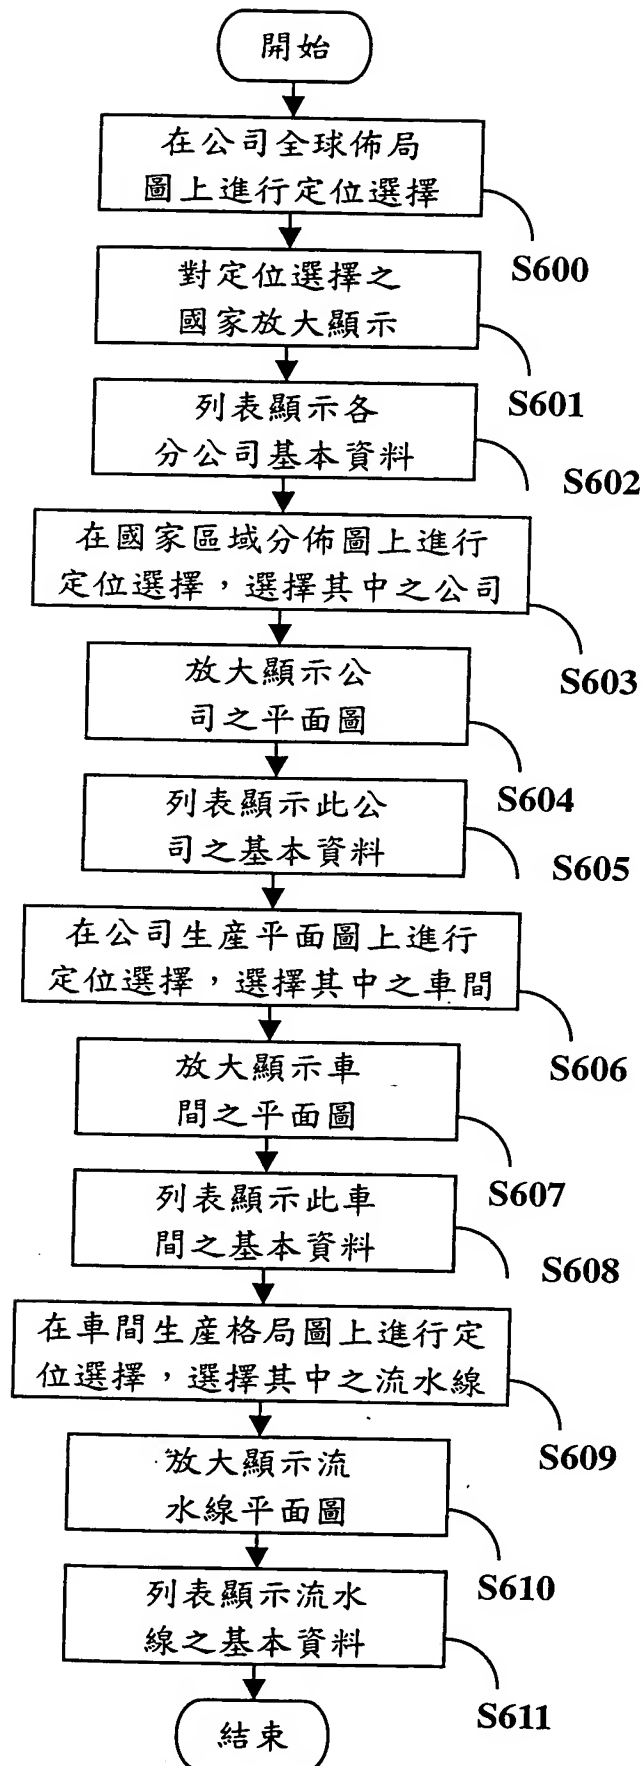 開始
在公司全球佈局
圖上進行定位選擇
S600
對定位選擇之
國家放大顯示
S601
列表顯示各
分公司基本資料
S602
在國家區域分佈圖上進行
定位選擇，選擇其中之公司
S603
放大顯示公
司之平面圖
S604
列表顯示此公
司之基本資料
S605
在公司生産平面圖上進行
定位選擇，選擇其中之車間
S606
放大顯示車
間之平面圖
S607
列表顯示此車
間之基本資料
S608
在車間生産格局圖上進行定
位選擇，選擇其中之流水線
S609
放大顯示流
水線平面圖
S610
列表顯示流水
線之基本資料
S611
結束